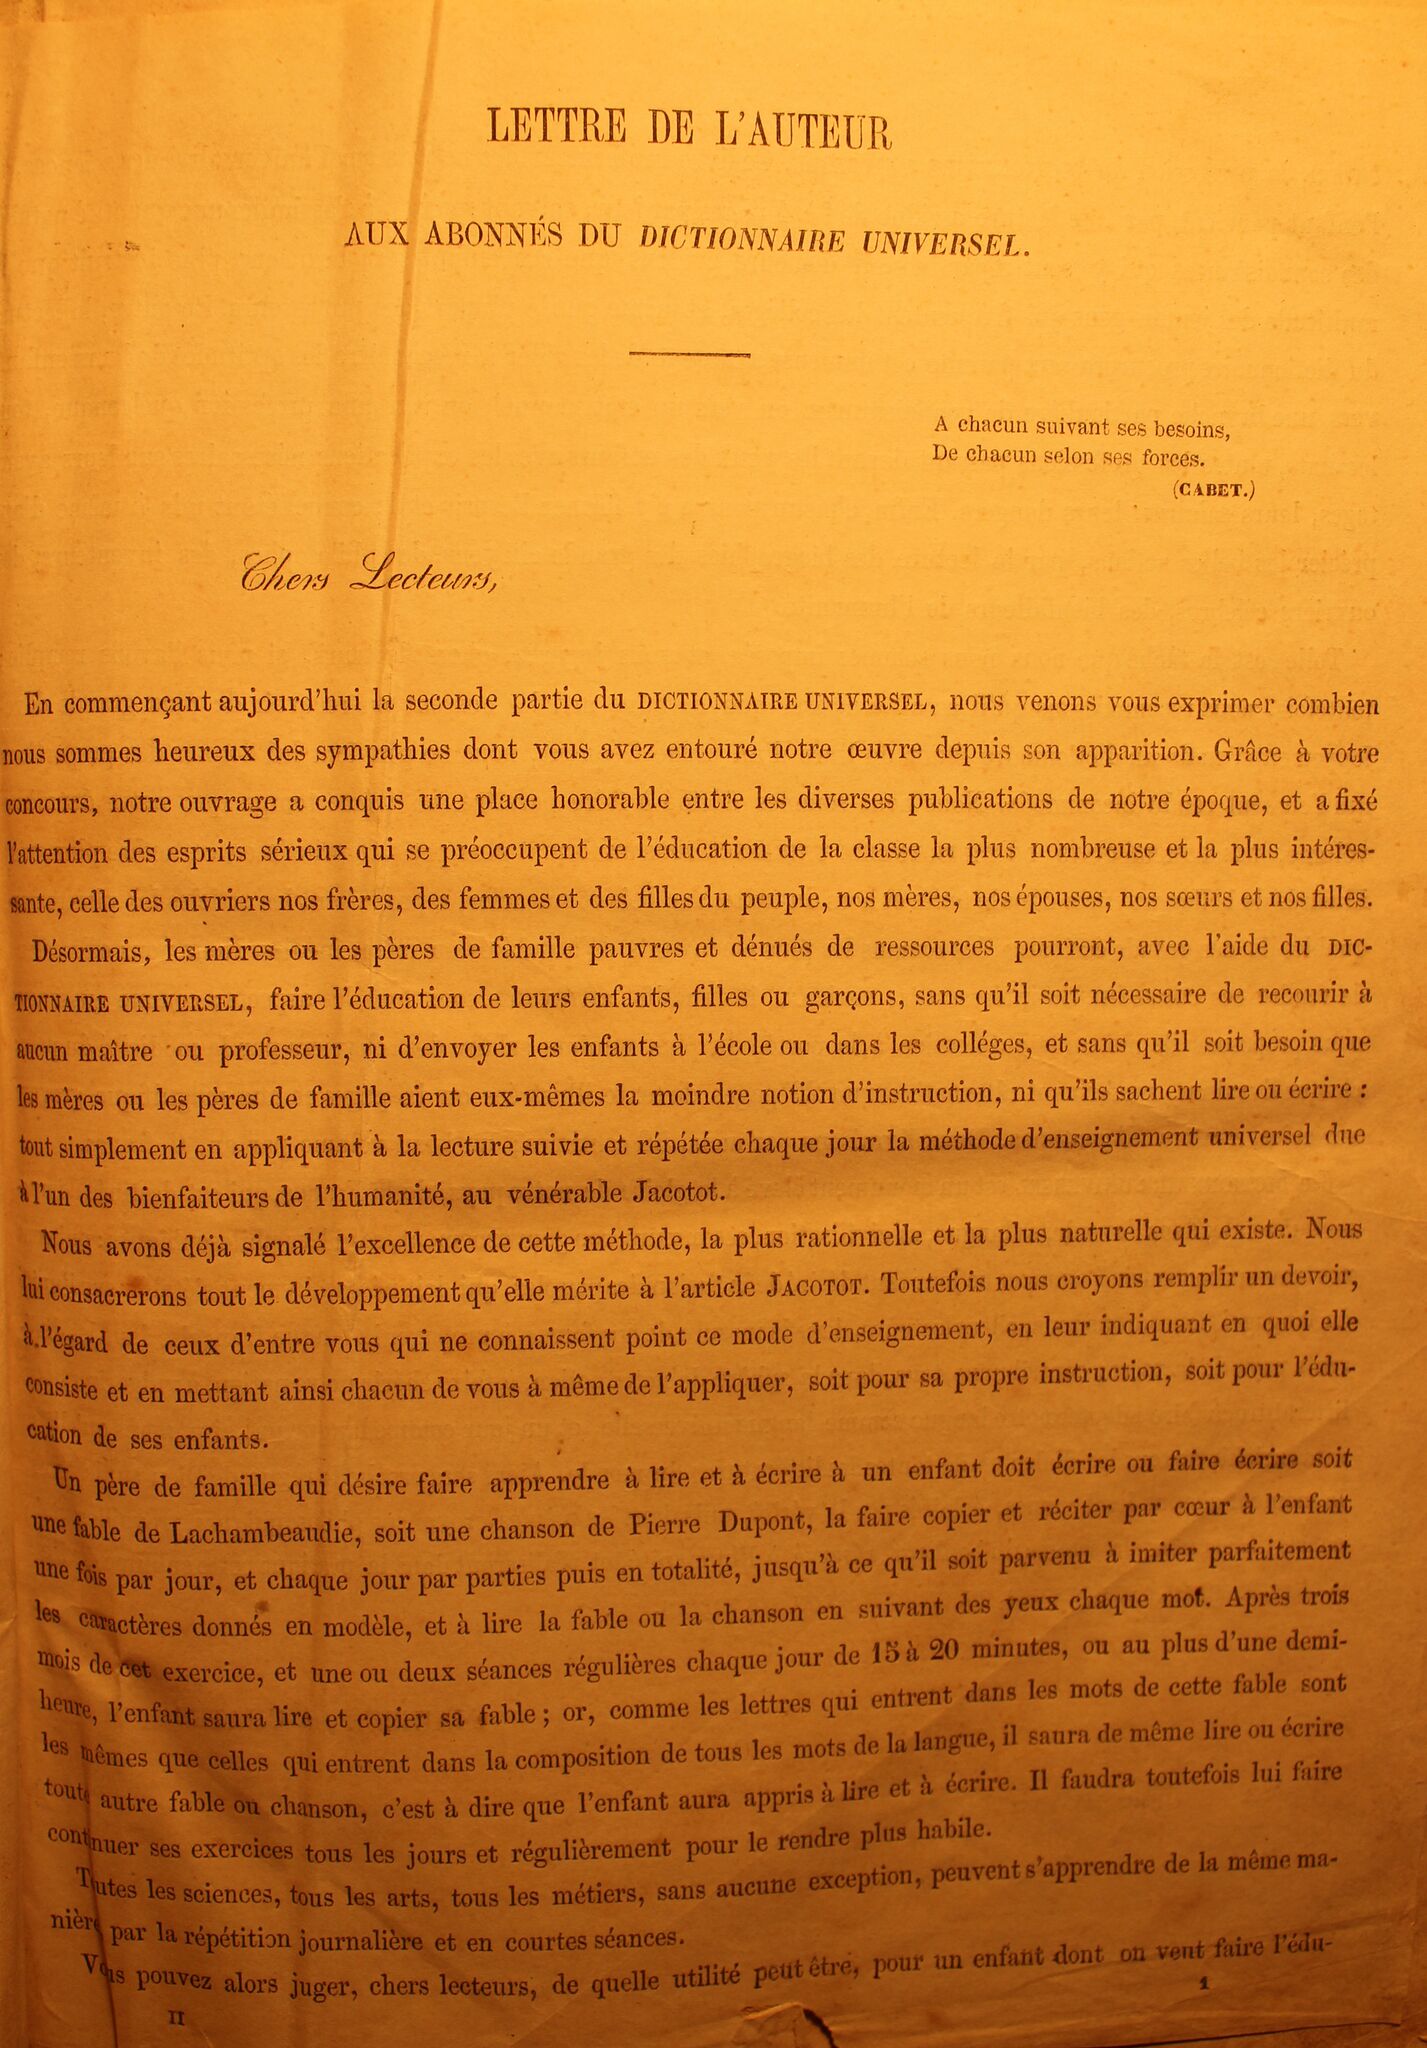 LETTRE DE L'AUTEUR
AUX ABONNÉS DU DICTIONNAIRE UNIVERSEL.
A chacun suivant ses besoins,
De chacun selon ses forces.
(CABET.)
Chers Lecteurs,
En commençant aujourd'hui la seconde partie du DICTIONNAIRE UNIVERSEL, nous venons vous exprimer combien
nous sommes heureux des sympathies dont vous avez entouré notre œuvre depuis son apparition. Grâce à votre
concours, notre ouvrage a conquis une place honorable entre les diverses publications de notre époque, et a fixé
l'attention des esprits sérieux qui se préoccupent de l'éducation de la classe la plus nombreuse et la plus intéres-
sante, celle des ouvriers nos frères, des femmes et des filles du peuple, nos mères, nos épouses, nos sœurs et nos filles.
Désormais, les mères ou les pères de famille pauvres et dénués de ressources pourront, avec l'aide du DIC-
TIONNAIRE UNIVERSEL, faire l'éducation de leurs enfants, filles ou garçons, sans qu'il soit nécessaire de recourir à
aucun maître ou professeur, ni d'envoyer les enfants à l'école ou dans les colléges, et sans qu'il soit besoin que
les mères ou les pères de famille aient eux-mêmes la moindre notion d'instruction, ni qu'ils sachent lire ou écrire :
tout simplement en appliquant à la lecture suivie et répétée chaque jour la méthode d'enseignement universel due
à l'un des bienfaiteurs de l'humanité, au vénérable Jacotot.
Nous avons déjà signalé l'excellence de cette méthode, la plus rationnelle et la plus naturelle qui existe. Nous
lui consacrerons tout le développement qu'elle mérite à l'article JACOTOT. Toutefois nous croyons remplir un devoir,
à l'égard de ceux d'entre vous qui ne connaissent point ce mode d'enseignement, en leur indiquant en quoi elle
consiste et en mettant ainsi chacun de vous à même de l'appliquer, soit pour sa propre instruction, soit pour l'édu-
cation de ses enfants.
Un père de famille qui désire faire apprendre à lire et à écrire à un enfant doit écrire ou faire écrire soit
une fable de Lachambeaudie, soit une chanson de Pierre Dupont, la faire copier et réciter par cœur à l'enfant
une fois par jour, et chaque jour par parties puis en totalité, jusqu'à ce qu'il soit parvenu à imiter parfaitement
les caractères donnés en modèle, et à lire la fable ou la chanson en suivant des yeux chaque mot. Après trois
mois de cet exercice, et une ou deux séances régulières chaque jour de 15 à 20 minutes, ou au plus d'une demi-
heure, l'enfant saura lire et copier sa fable ; or, comme les lettres qui entrent dans les mots de cette fable sont
les mêmes que celles qui entrent dans la composition de tous les mots de la langue, il saura de même lire ou écrire
toute autre fable ou chanson, c'est à dire que l'enfant aura appris à lire et à écrire. Il faudra toutefois lui faire
continuer ses exercices tous les jours et régulièrement pour le rendre plus habile.
Toutes les sciences, tous les arts, tous les métiers, sans aucune exception, peuvent s'apprendre de la même ma-
nière par la répétition journalière et en courtes séances.
Vous pouvez alors juger, chers lecteurs, de quelle utilité peut être, pour un enfant dont on veut faire l'édu-
II 1